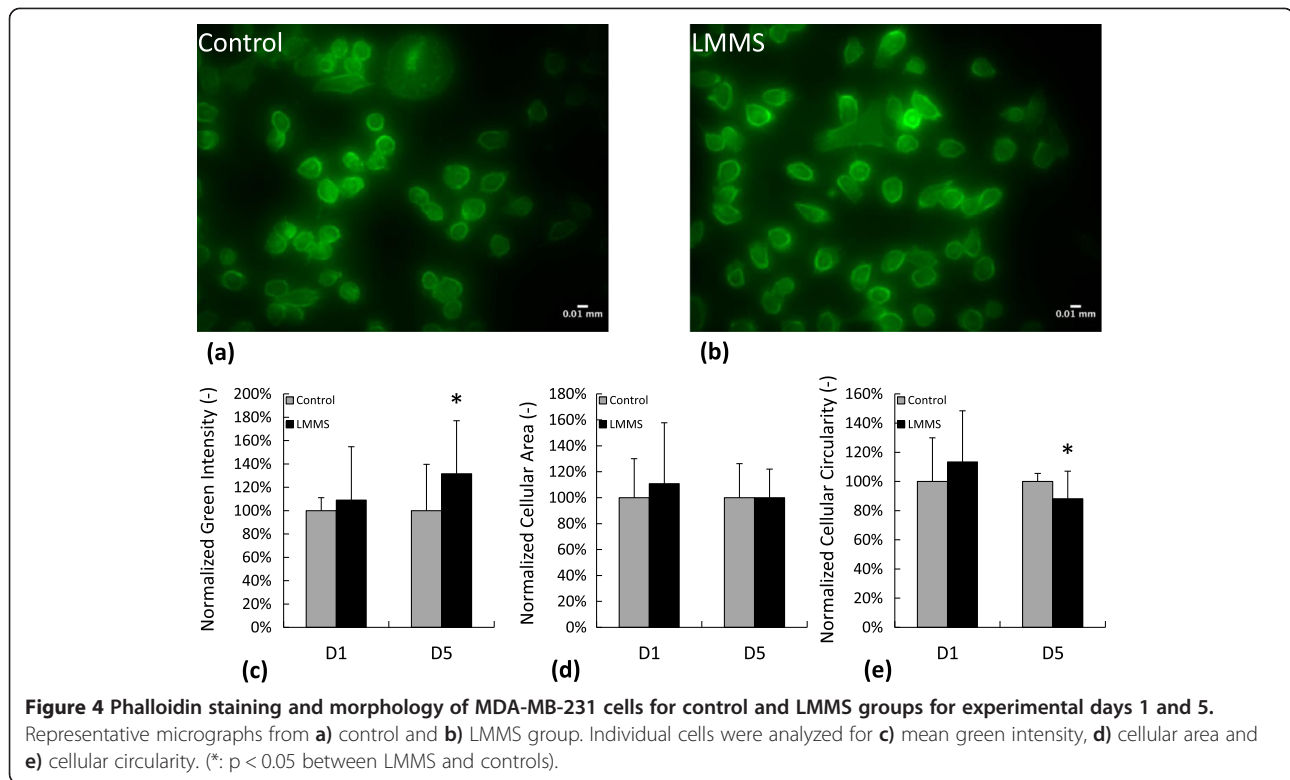 Control
LMMS
0.01 mm
0.01 mm
(a)
(b)
Normalized Green Intensity (-)
200%
180%
160%
140%
120%
100%
80%
60%
40%
20%
0%
Control
LMMS
*
D1
D5
(c)
Normalized Cellular Area (-)
180%
160%
140%
120%
100%
80%
60%
40%
20%
0%
Control
LMMS
D1
D5
(d)
Normalized Cellular Circularity (-)
160%
140%
120%
100%
80%
60%
40%
20%
0%
Control
LMMS
*
D1
D5
(e)
Figure 4 Phalloidin staining and morphology of MDA-MB-231 cells for control and LMMS groups for experimental days 1 and 5.
Representative micrographs from a) control and b) LMMS group. Individual cells were analyzed for c) mean green intensity, d) cellular area and
e) cellular circularity. (*: p < 0.05 between LMMS and controls).